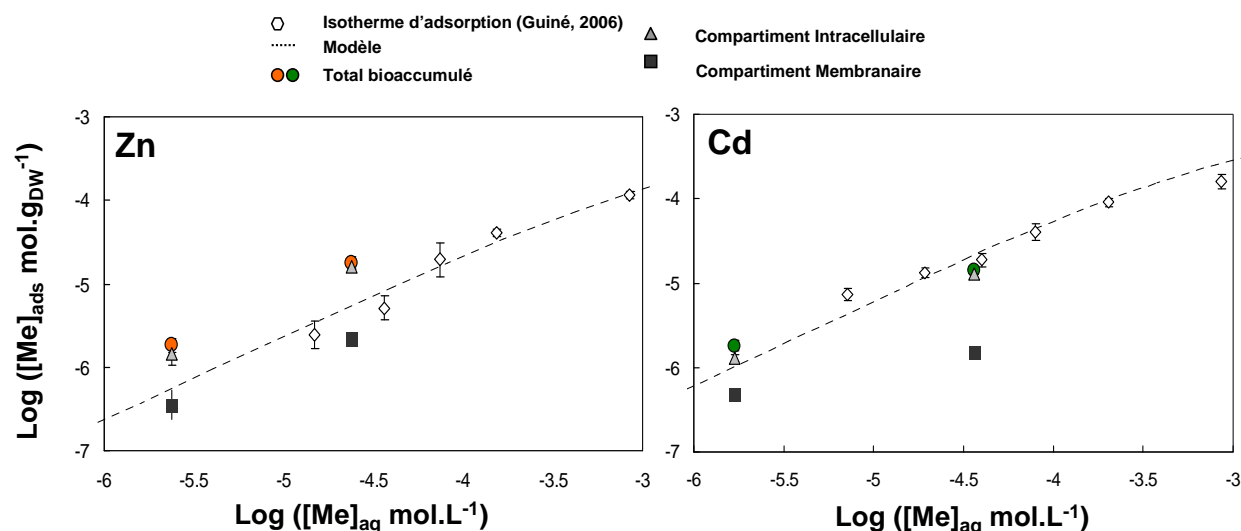 Isotherme d'adsorption (Guiné, 2006)
Modèle
Total bioaccumulé
Compartiment Intracellulaire
Compartiment Membranaire
Zn
-3
-4
-5
-6
-7
-6
-5.5
-5
-4.5
-4
-3.5
-3
Log ([Me]ads mol.gDW-1)
Log ([Me]aq mol.L-1)
Cd
-3
-4
-5
-6
-7
-6
-5.5
-5
-4.5
-4
-3.5
-3
Log ([Me]aq mol.L-1)